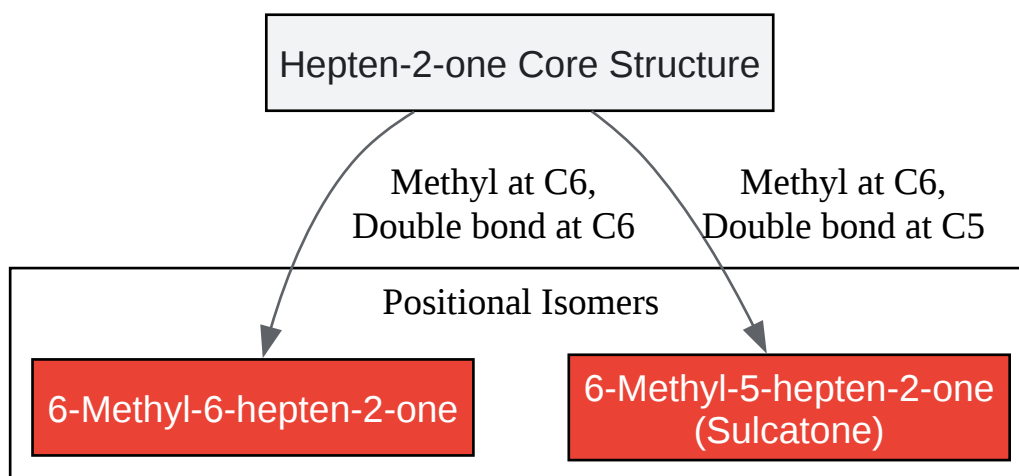 Hepten-2-one Core Structure
Methyl at C6,
Double bond at C6
Methyl at C6,
Double bond at C5
Positional Isomers
6-Methyl-6-hepten-2-one
6-Methyl-5-hepten-2-one
(Sulcatone)